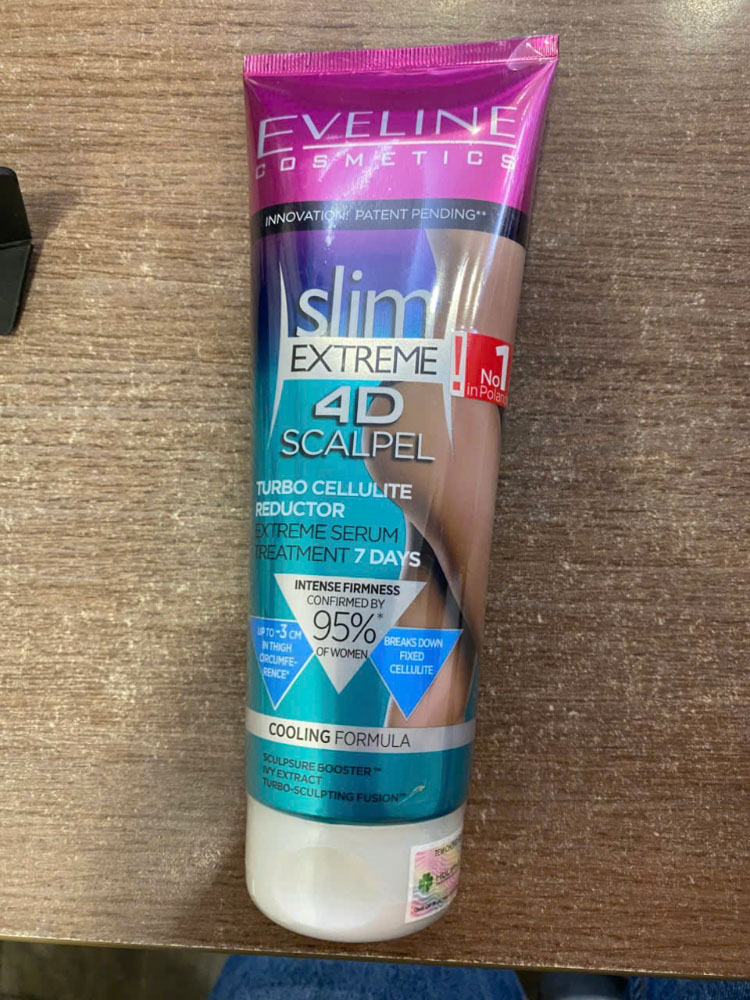 EVELINE
COSMETICS
INNOVATION! PATENT PENDING**
slim
EXTREME
4D
SCALPEL
!
No1
in Poland
TURBO CELLULITE
REDUCTOR
EXTREME SERUM
TREATMENT 7 DAYS
INTENSE FIRMNESS
CONFIRMED BY
95%*
OF WOMEN
UP TO -3 CM
IN THIGH
CIRCUMFE-
RENCE*
BREAKS DOWN
FIXED
CELLULITE
COOLING FORMULA
SCULPSURE BOOSTER™
IVY EXTRACT
TURBO-SCULPTING FUSION™